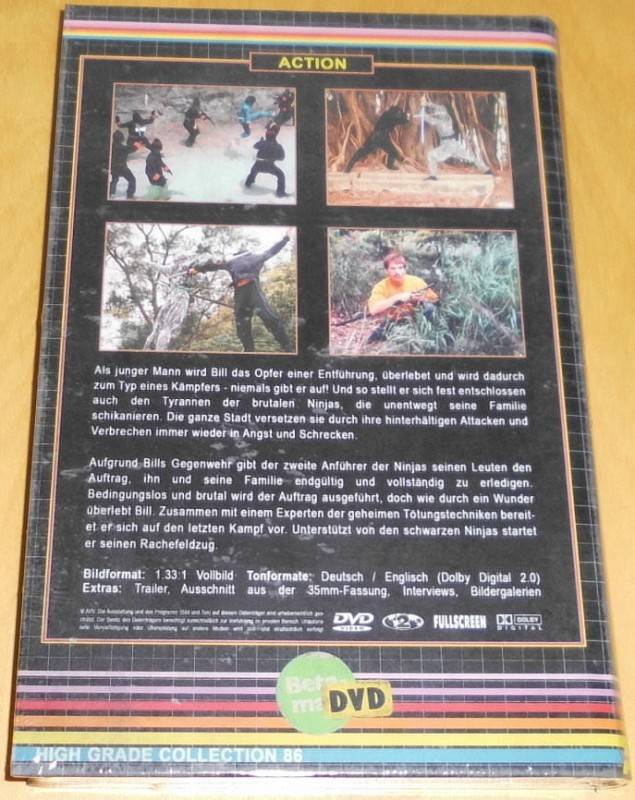 ACTION
Als junger Mann wird Bill das Opfer einer Entführung, überlebet und wird dadurch
zum Typ eines Kämpfers - niemals gibt er auf! Und so stellt er sich fest entschlossen
auch den Tyrannen der brutalen Ninjas, die unentwegt seine Familie
schikanieren. Die ganze Stadt versetzen sie durch ihre hinterhältigen Attacken und
Verbrechen immer wieder in Angst und Schrecken.
Aufgrund Bills Gegenwehr gibt der zweite Anführer der Ninjas seinen Leuten den
Auftrag, ihn und seine Familie endgültig und vollständig zu erledigen.
Bedingungslos und brutal wird der Auftrag ausgeführt, doch wie durch ein Wunder
überlebt Bill. Zusammen mit einem Experten der geheimen Tötungstechniken bereit-
et er sich auf den letzten Kampf vor. Unterstützt von den schwarzen Ninjas startet
er seinen Rachefeldzug.
Bildformat: 1.33:1 Vollbild Tonformate: Deutsch / Englisch (Dolby Digital 2.0)
Extras: Trailer, Ausschnitt aus der 35mm-Fassung, Interviews, Bildergalerien
DVD VIDEO FULLSCREEN DOLBY DIGITAL
Beta
ma DVD
HIGH GRADE COLLECTION 86